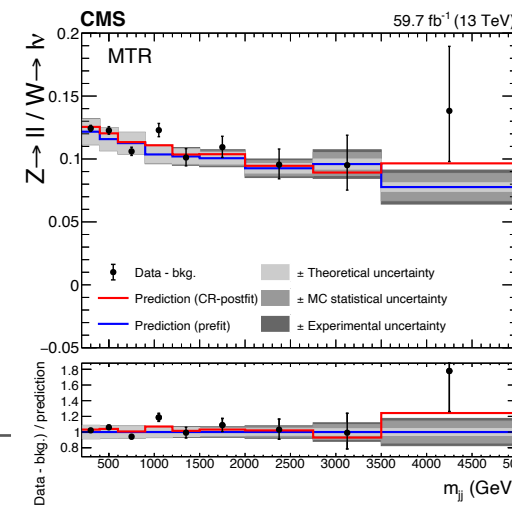 CMS
59.7 fb⁻¹ (13 TeV)
MTR
Z→ ll / W→ lν
0.2
0.15
0.1
0.05
0
−0.05
Data - bkg.
Prediction (CR-postfit)
Prediction (prefit)
± Theoretical uncertainty
± MC statistical uncertainty
± Experimental uncertainty
Data - bkg.) / prediction
1.8
1.6
1.4
1.2
1.0
0.8
500 1000 1500 2000 2500 3000 3500 4000 4500
m_jj (GeV